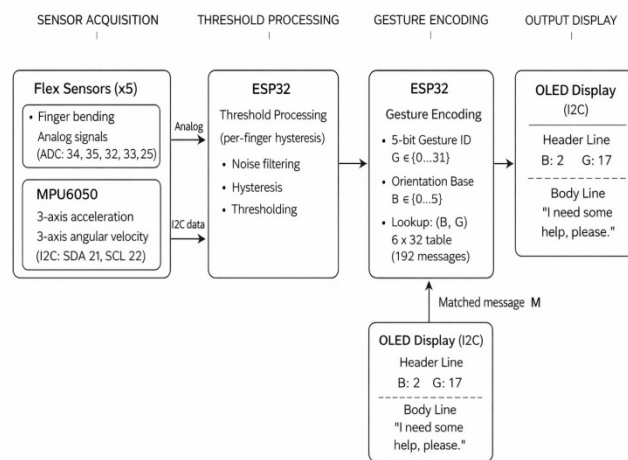 SENSOR ACQUISITION
THRESHOLD PROCESSING
GESTURE ENCODING
OUTPUT DISPLAY
Flex Sensors (x5)
• Finger bending
Analog signals
(ADC: 34, 35, 32, 33,25)
MPU6050
3-axis acceleration
3-axis angular velocity
(I2C: SDA 21, SCL 22)
Analog
I2C data
ESP32
Threshold Processing
(per-finger hysteresis)
• Noise filtering
• Hysteresis
• Thresholding
ESP32
Gesture Encoding
• 5-bit Gesture ID
G ∈ {0...31}
• Orientation Base
B ∈ {0...5}
• Lookup: (B, G)
6 x 32 table
(192 messages)
OLED Display
(I2C)
Header Line
B: 2 G: 17
Body Line
"I need some
help, please."
Matched message M
OLED Display (I2C)
Header Line
B: 2 G: 17
Body Line
"I need some
help, please."